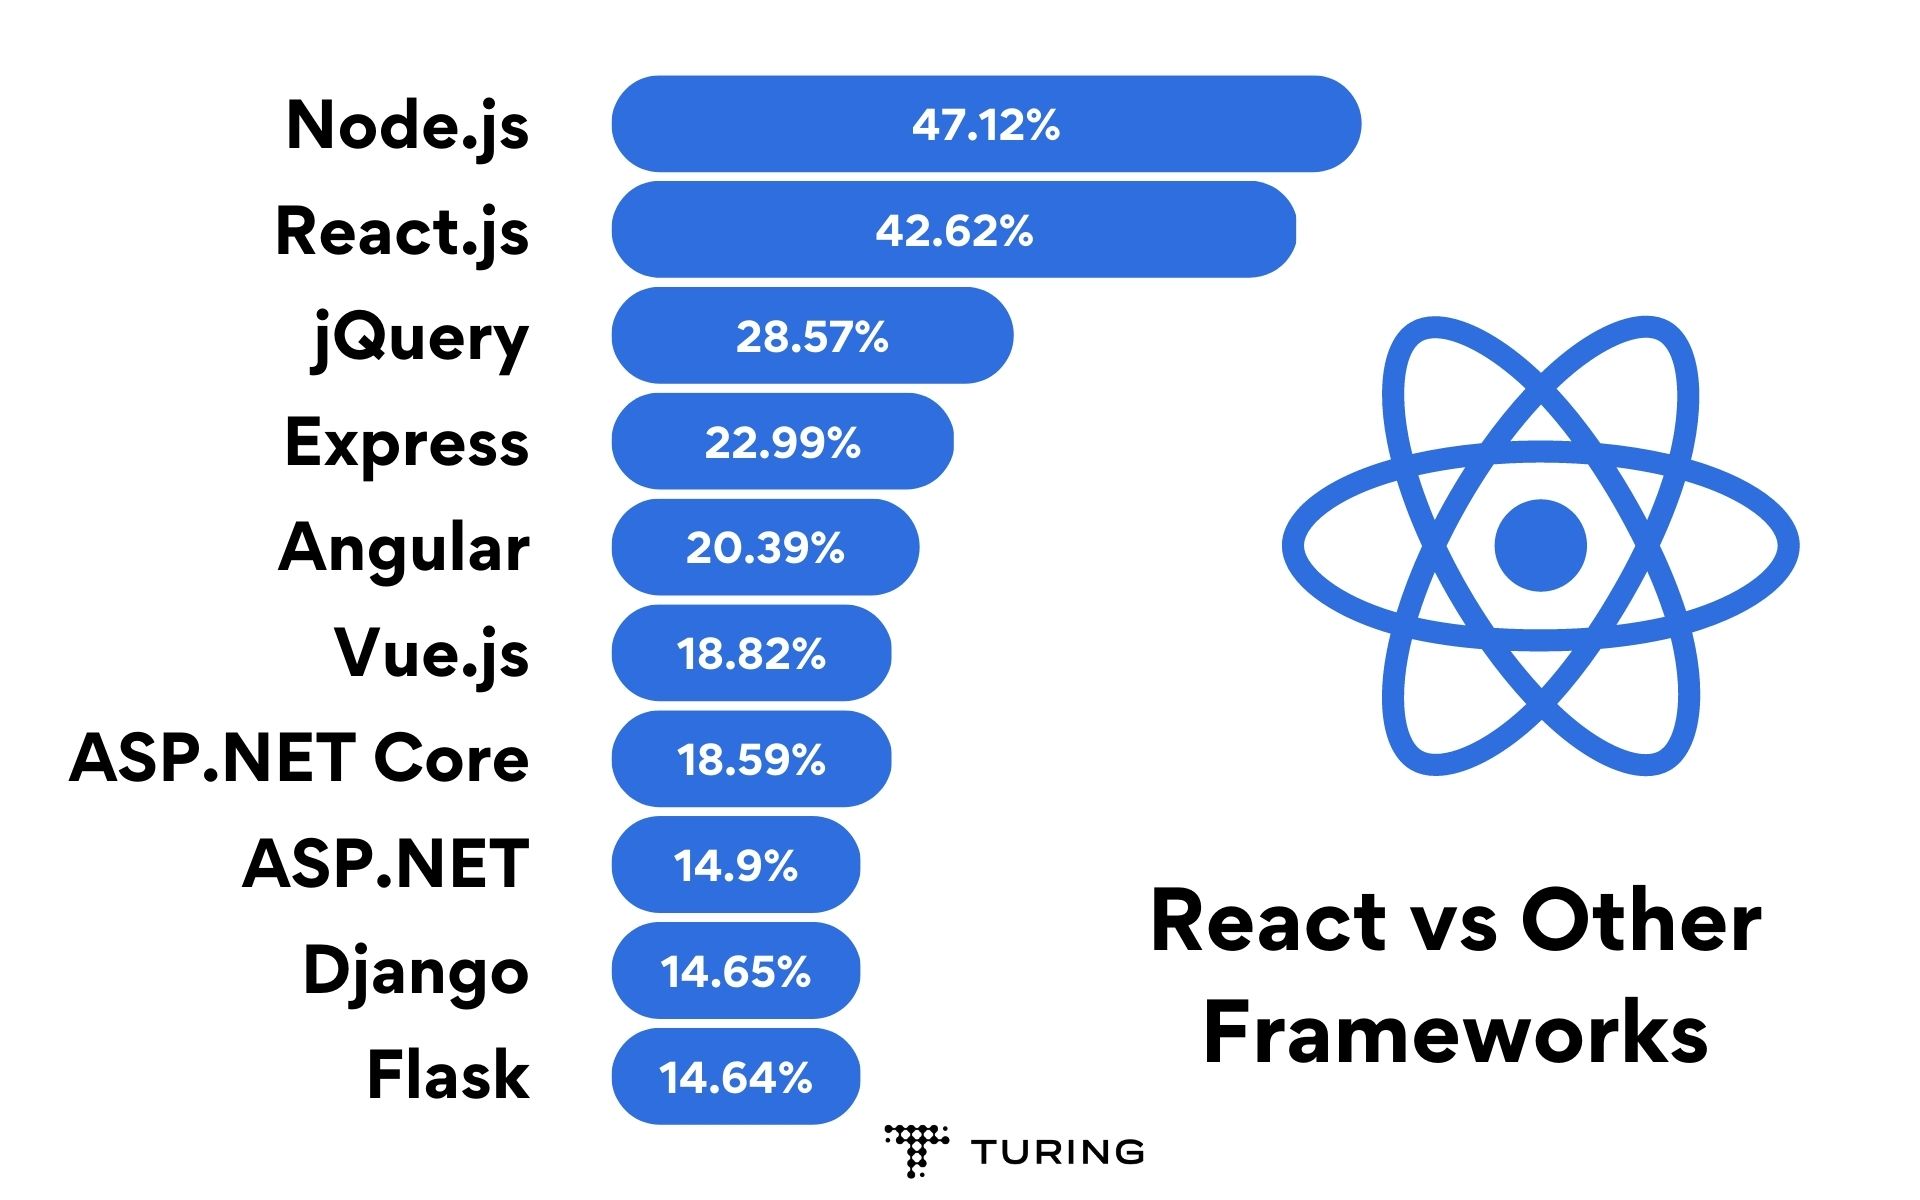 Node.js 47.12%
React.js 42.62%
jQuery 28.57%
Express 22.99%
Angular 20.39%
Vue.js 18.82%
ASP.NET Core 18.59%
ASP.NET 14.9%
Django 14.65%
Flask 14.64%
React vs Other
Frameworks
TURING